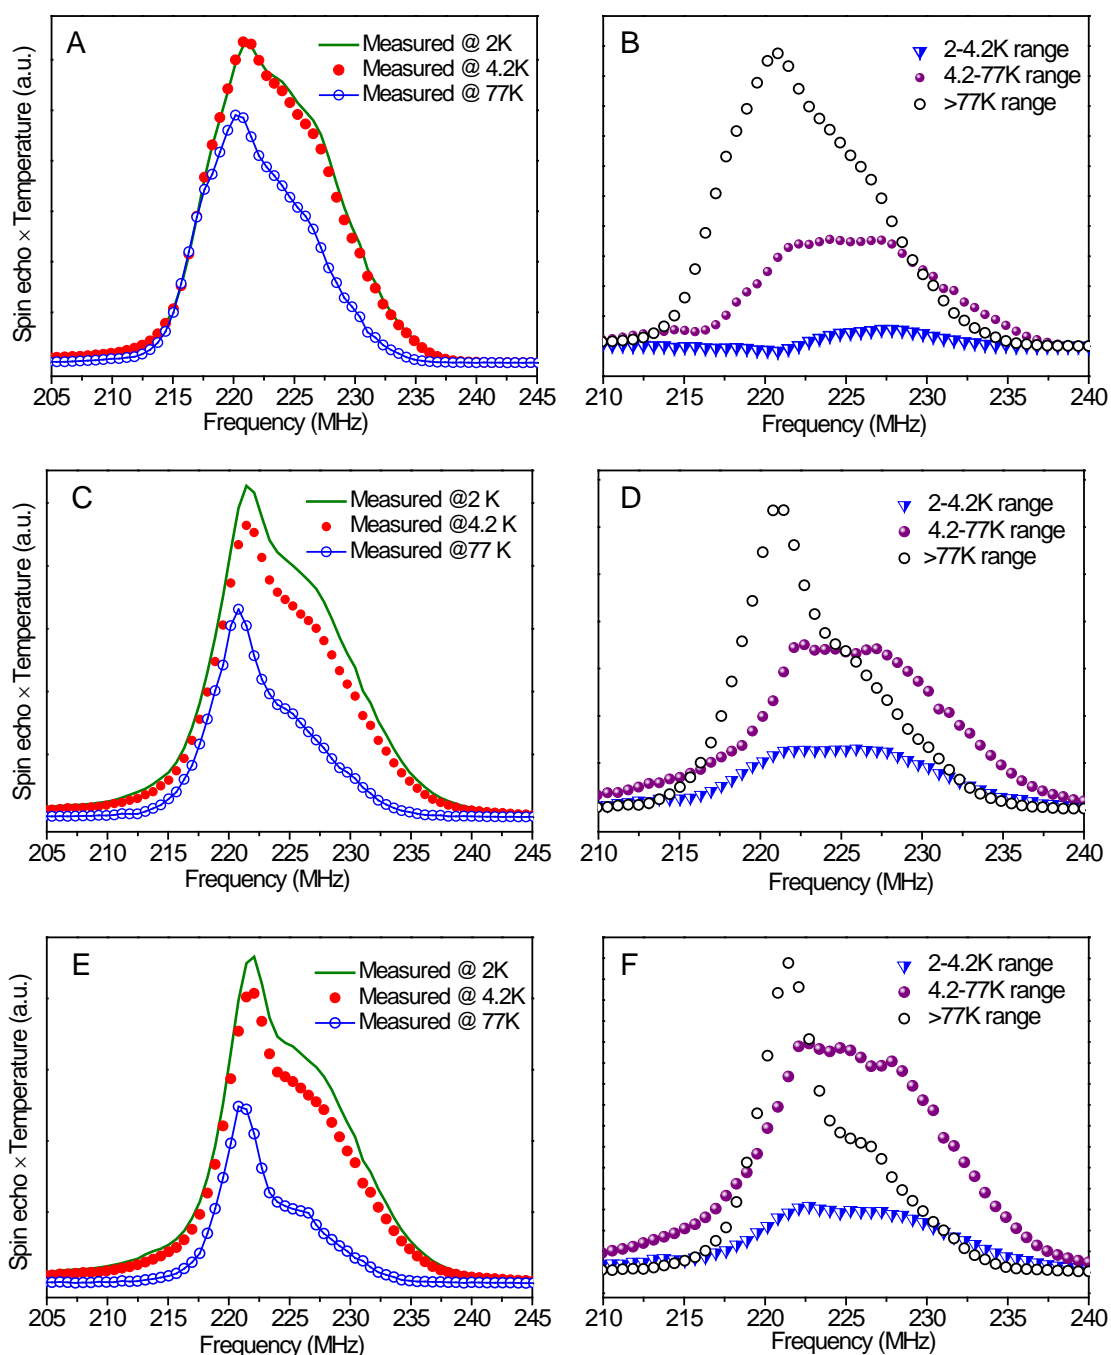 A
Measured @ 2K
Measured @ 4.2K
Measured @ 77K
Spin echo × Temperature (a.u.)
205 210 215 220 225 230 235 240 245
Frequency (MHz)
B
2-4.2K range
4.2-77K range
>77K range
210 215 220 225 230 235 240
Frequency (MHz)
C
Measured @2 K
Measured @4.2 K
Measured @77 K
Spin echo × Temperature (a.u.)
205 210 215 220 225 230 235 240 245
Frequency (MHz)
D
2-4.2K range
4.2-77K range
>77K range
210 215 220 225 230 235 240
Frequency (MHz)
E
Measured @ 2K
Measured @ 4.2K
Measured @ 77K
Spin echo × Temperature (a.u.)
205 210 215 220 225 230 235 240 245
Frequency (MHz)
F
2-4.2K range
4.2-77K range
>77K range
210 215 220 225 230 235 240
Frequency (MHz)